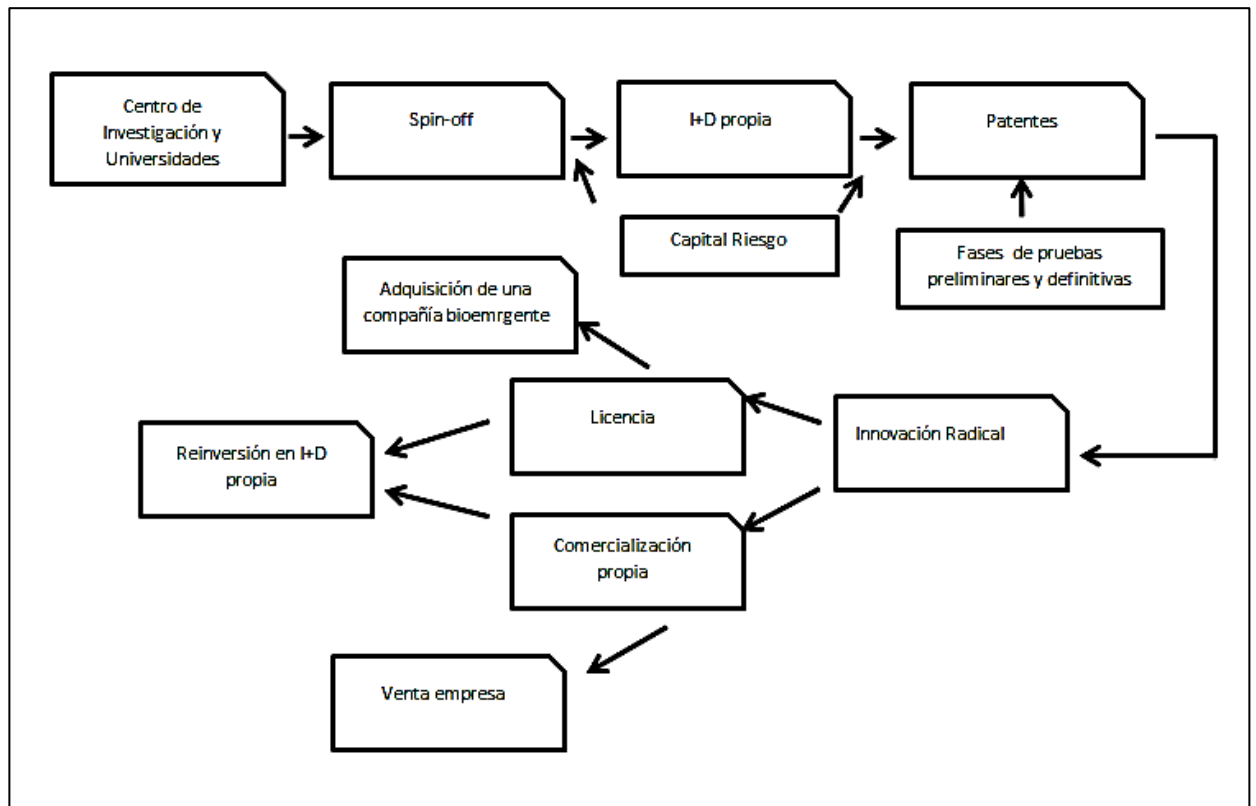 Centro de
Investigación y
Universidades
Spin-off
I+D propia
Patentes
Capital Riesgo
Fases de pruebas
preliminares y definitivas
Adquisición de una
compañía bioemrgente
Licencia
Innovación Radical
Reinversión en I+D
propia
Comercialización
propia
Venta empresa